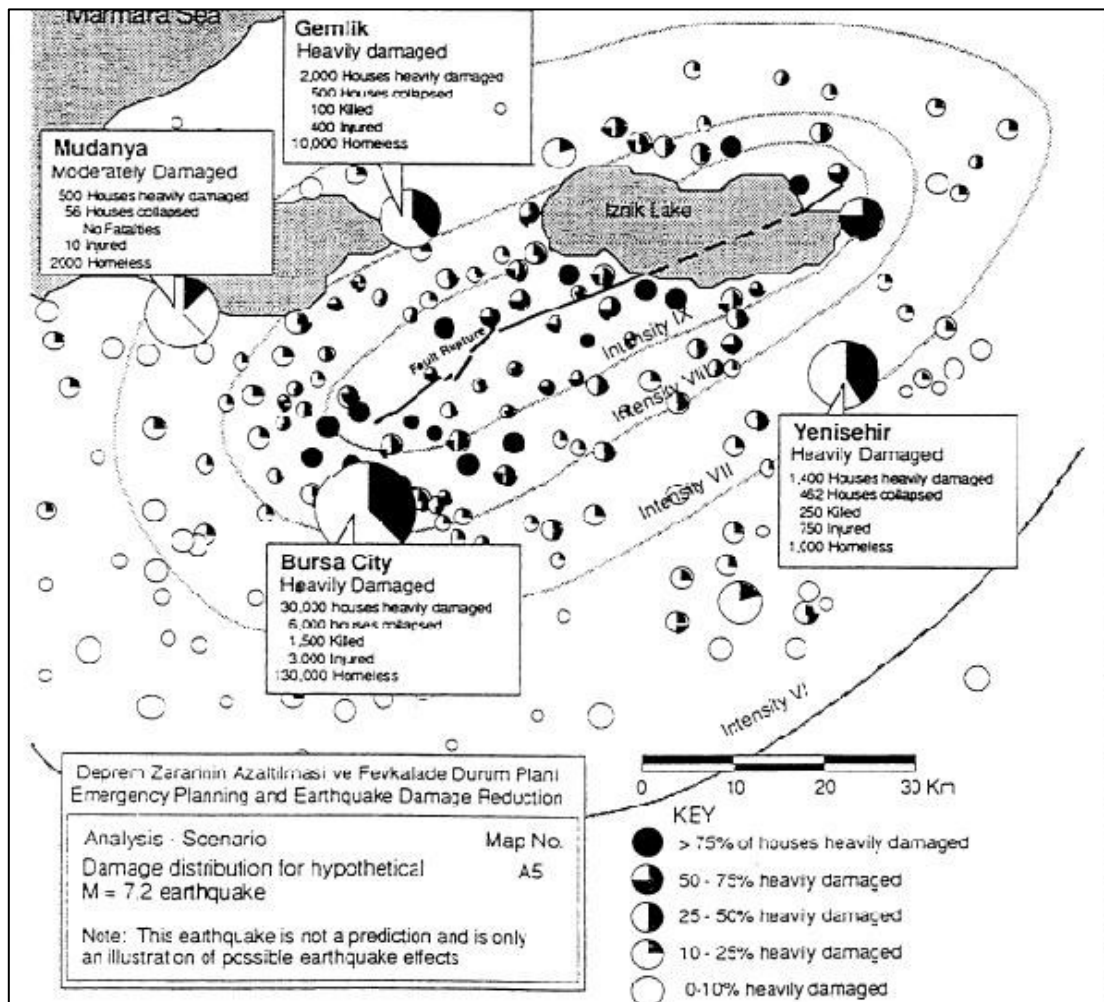 Marmara Sea
Gemlik
Heavily damaged
2,000 Houses heavily damaged
500 Houses collapsed
100 Killed
400 Injured
10,000 Homeless
Mudanya
Moderately Damaged
500 Houses heavily damaged
56 Houses collapsed
No Fatalities
10 Injured
2000 Homeless
Iznik Lake
Fault Rupture
Intensity IX
Intensity VIII
Intensity VII
Intensity VI
Yenisehir
Heavily Damaged
1,400 Houses heavily damaged
462 Houses collapsed
250 Killed
750 Injured
1,000 Homeless
Bursa City
Heavily Damaged
30,000 houses heavily damaged
6,000 houses collapsed
1,500 Killed
3,000 Injured
130,000 Homeless
Deprem Zararinin Azaltilmasi ve Fevkalade Durum Plani
Emergency Planning and Earthquake Damage Reduction
Analysis - Scenario Map No.
Damage distribution for hypothetical A5
M = 7.2 earthquake
Note: This earthquake is not a prediction and is only
an illustration of possible earthquake effects
0 10 20 30 Km
KEY
> 75% of houses heavily damaged
50 - 75% heavily damaged
25 - 50% heavily damaged
10 - 25% heavily damaged
0-10% heavily damaged